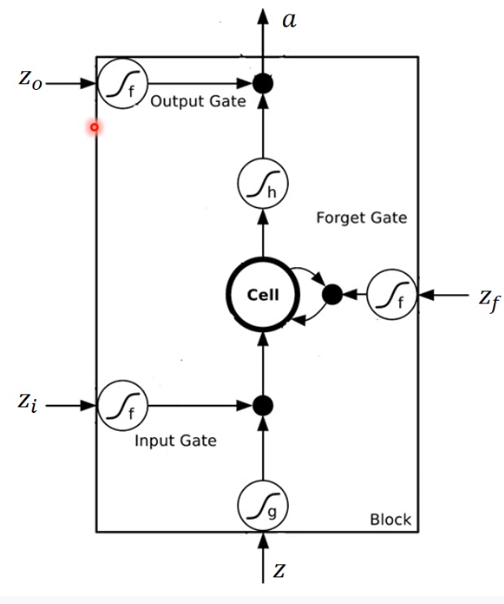 a
z_o
f
Output Gate
h
Forget Gate
Cell
f
z_f
z_i
f
Input Gate
g
Block
z